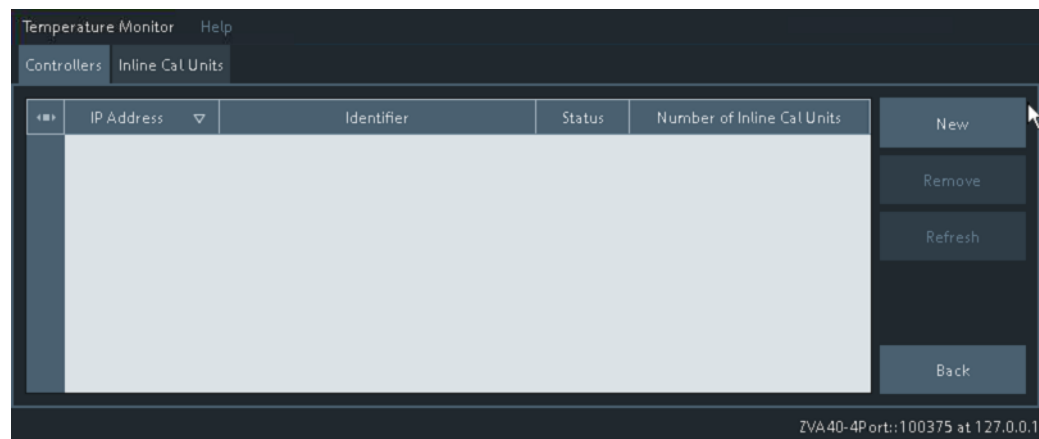 Temperature Monitor Help
Controllers Inline Cal Units
IP Address Identifier Status Number of Inline Cal Units
New
Remove
Refresh
Back
ZVA40-4Port::100375 at 127.0.0.1